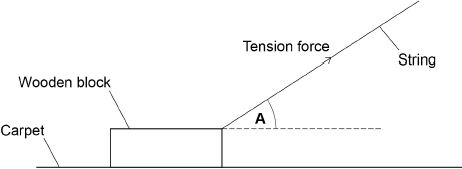 Tension force
String
Wooden block
A
Carpet